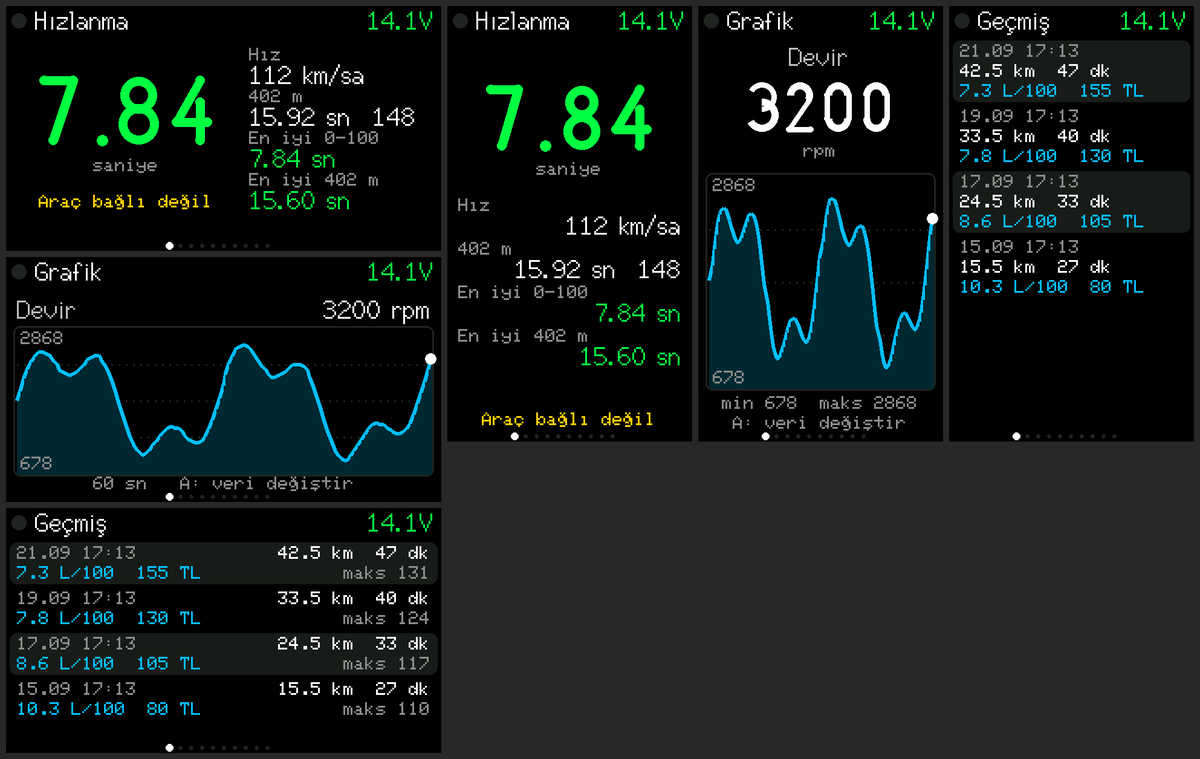 Hızlanma 14.1V
7.84
saniye
Araç bağlı değil
Hız
112 km/sa
402 m
15.92 sn 148
En iyi 0-100
7.84 sn
En iyi 402 m
15.60 sn
Grafik 14.1V
Devir 3200 rpm
2868
678
60 sn A: veri değiştir
Geçmiş 14.1V
21.09 17:13 42.5 km 47 dk
7.3 L/100 155 TL maks 131
19.09 17:13 33.5 km 40 dk
7.8 L/100 130 TL maks 124
17.09 17:13 24.5 km 33 dk
8.6 L/100 105 TL maks 117
15.09 17:13 15.5 km 27 dk
10.3 L/100 80 TL maks 110
Hızlanma 14.1V
7.84
saniye
Hız
112 km/sa
402 m
15.92 sn 148
En iyi 0-100
7.84 sn
En iyi 402 m
15.60 sn
Araç bağlı değil
Grafik 14.1V
Devir
3200
rpm
2868
678
min 678 maks 2868
A: veri değiştir
Geçmiş 14.1V
21.09 17:13
42.5 km 47 dk
7.3 L/100 155 TL
19.09 17:13
33.5 km 40 dk
7.8 L/100 130 TL
17.09 17:13
24.5 km 33 dk
8.6 L/100 105 TL
15.09 17:13
15.5 km 27 dk
10.3 L/100 80 TL